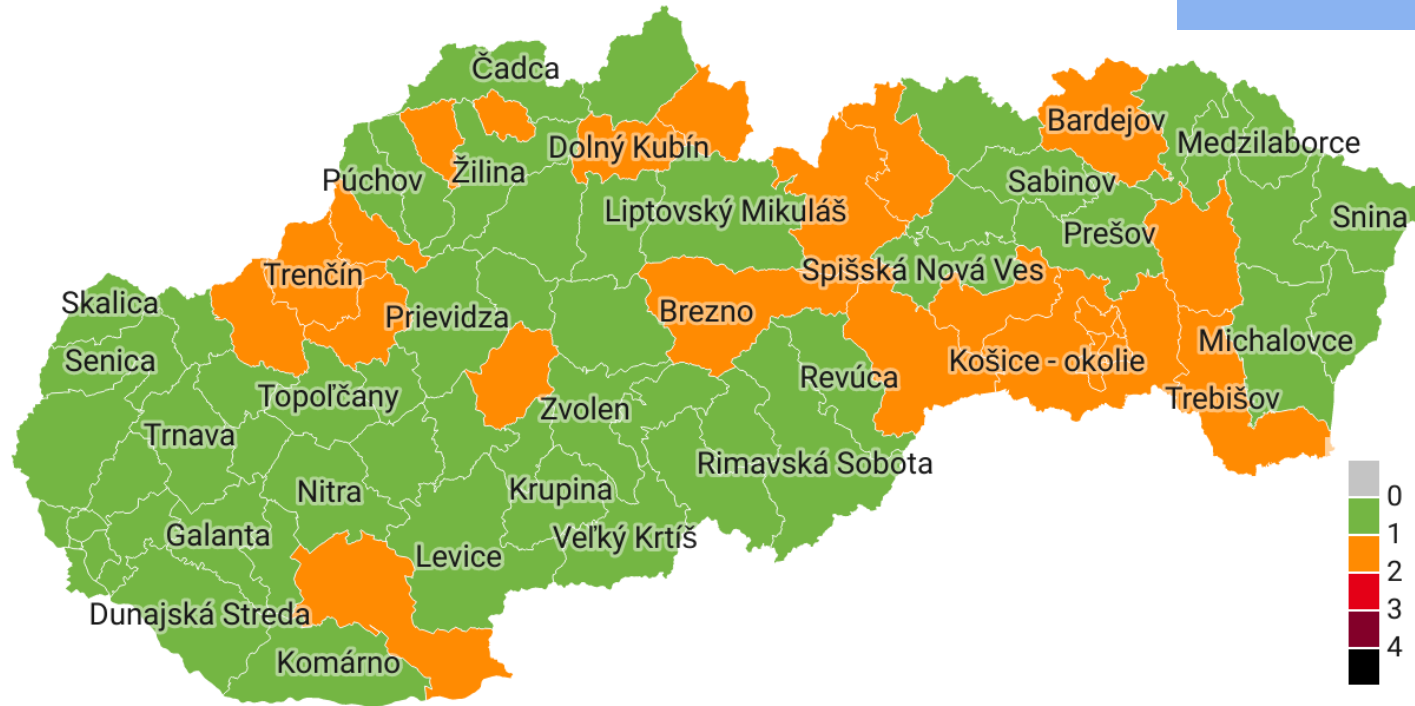 Čadca
Bardejov
Dolný Kubín
Medzilaborce
Žilina
Púchov
Sabinov
Liptovský Mikuláš
Snina
Prešov
Trenčín
Spišská Nová Ves
Skalica
Prievidza
Brezno
Senica
Michalovce
Košice - okolie
Revúca
Topoľčany
Zvolen
Trebišov
Trnava
Rimavská Sobota
Nitra
Krupina
Galanta
Veľký Krtíš
Levice
Dunajská Streda
Komárno
0
1
2
3
4